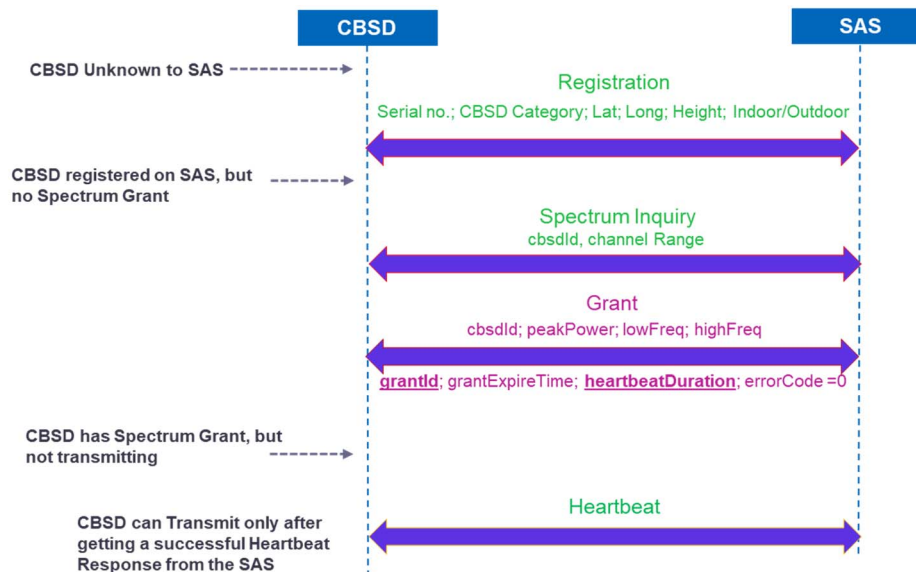 CBSD
SAS
CBSD Unknown to SAS
Registration
Serial no.; CBSD Category; Lat; Long; Height; Indoor/Outdoor
CBSD registered on SAS, but
no Spectrum Grant
Spectrum Inquiry
cbsdId, channel Range
Grant
cbsdId; peakPower; lowFreq; highFreq
grantId; grantExpireTime; heartbeatDuration; errorCode =0
CBSD has Spectrum Grant, but
not transmitting
Heartbeat
CBSD can Transmit only after
getting a successful Heartbeat
Response from the SAS